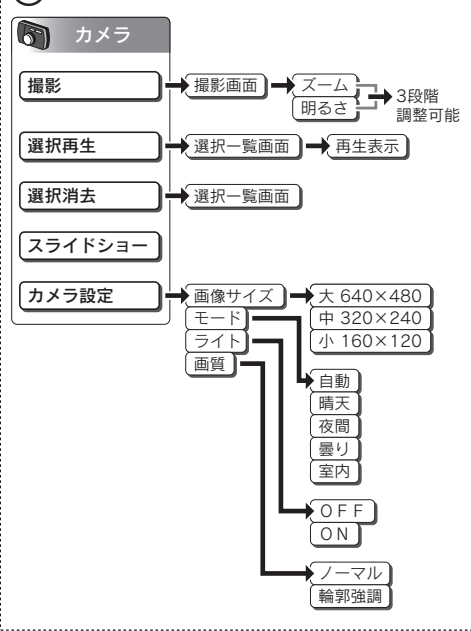 カメラ
撮影
撮影画面
ズーム
明るさ
3段階
調整可能
選択再生
選択一覧画面
再生表示
選択消去
選択一覧画面
スライドショー
カメラ設定
画像サイズ
大 640×480
モード
中 320×240
ライト
小 160×120
画質
自動
晴天
夜間
曇り
室内
OFF
ON
ノーマル
輪郭強調